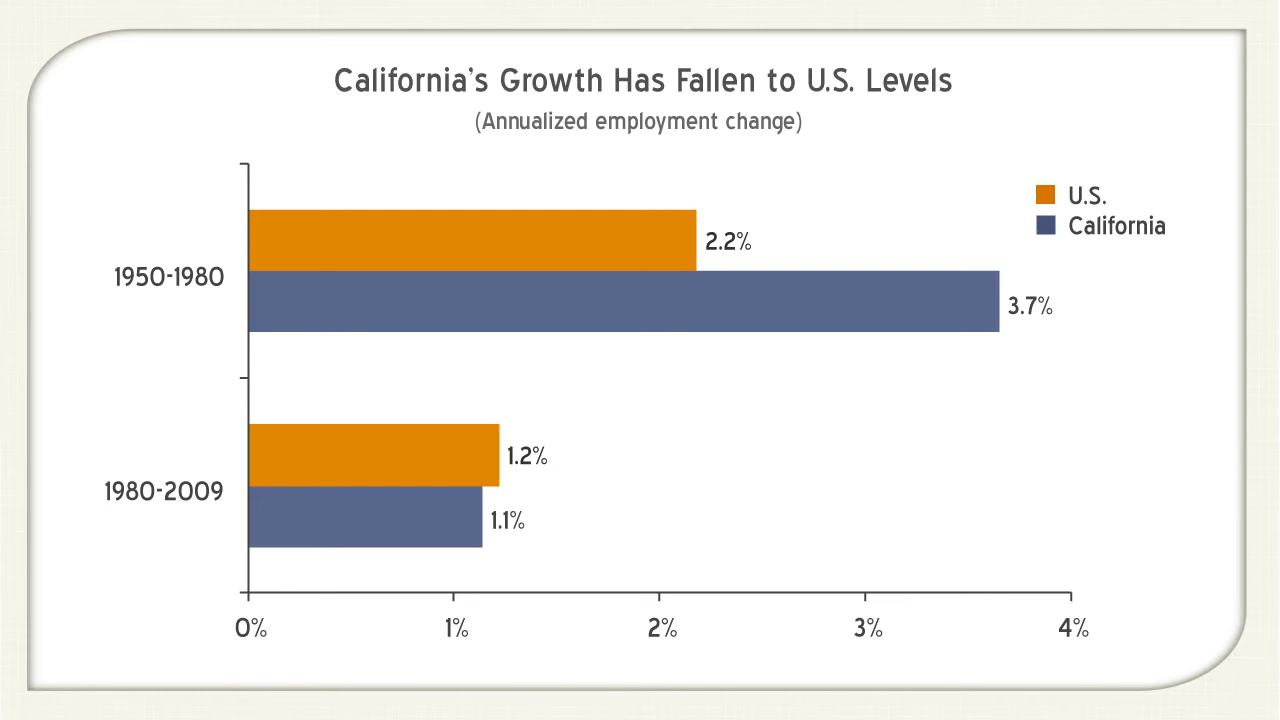 California's Growth Has Fallen to U.S. Levels
(Annualized employment change)
U.S.
California
1950-1980
2.2%
3.7%
1980-2009
1.2%
1.1%
0% 1% 2% 3% 4%